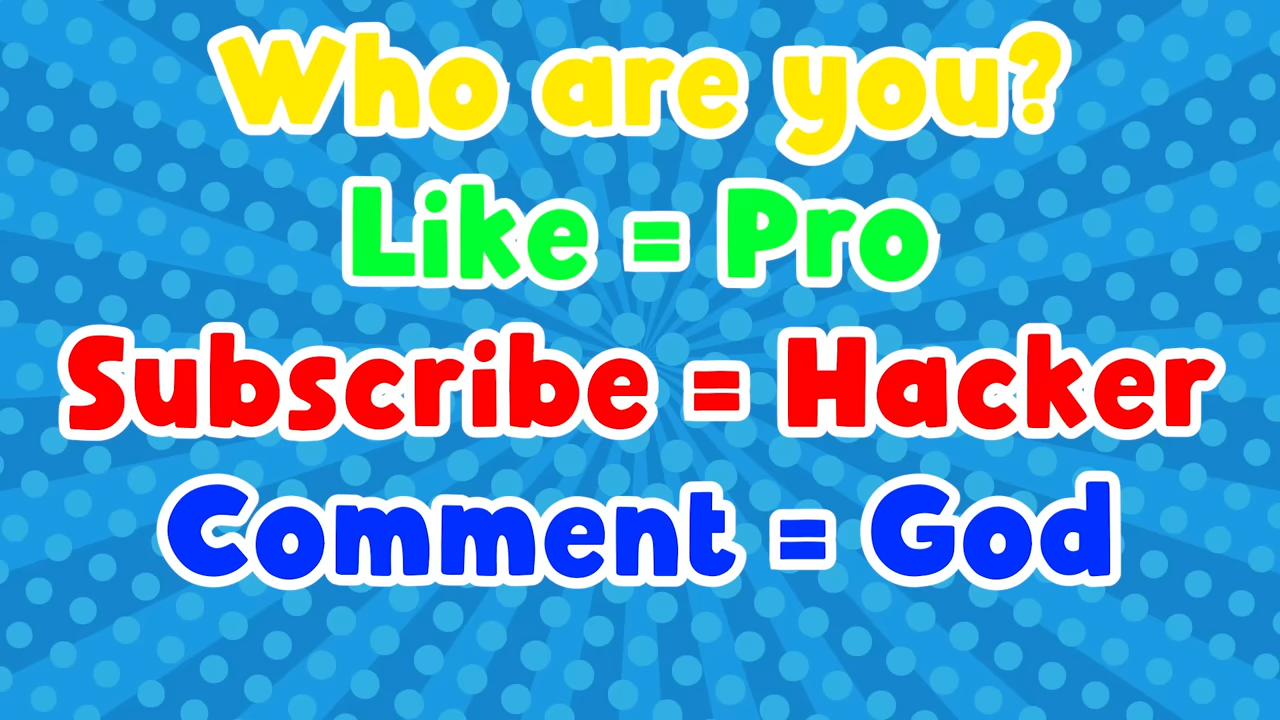 Who are you?
Like = Pro
Subscribe = Hacker
Comment = God